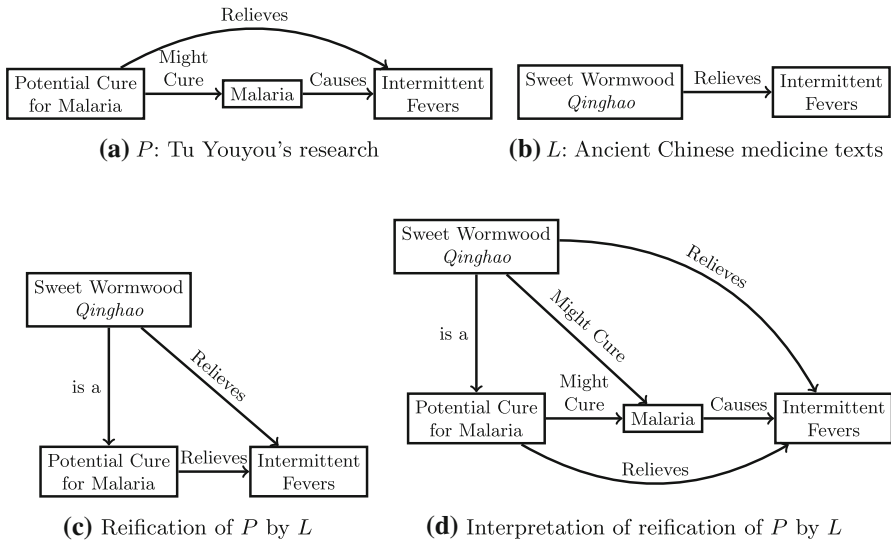 Relieves
Might
Cure
Causes
Potential Cure
for Malaria
Malaria
Intermittent
Fevers
(a) P: Tu Youyou's research
Sweet Wormwood
Qinghao
Relieves
Intermittent
Fevers
(b) L: Ancient Chinese medicine texts
Sweet Wormwood
Qinghao
is a
Relieves
Potential Cure
for Malaria
Relieves
Intermittent
Fevers
(c) Reification of P by L
Sweet Wormwood
Qinghao
Relieves
is a
Might Cure
Might
Cure
Causes
Potential Cure
for Malaria
Malaria
Intermittent
Fevers
Relieves
(d) Interpretation of reification of P by L